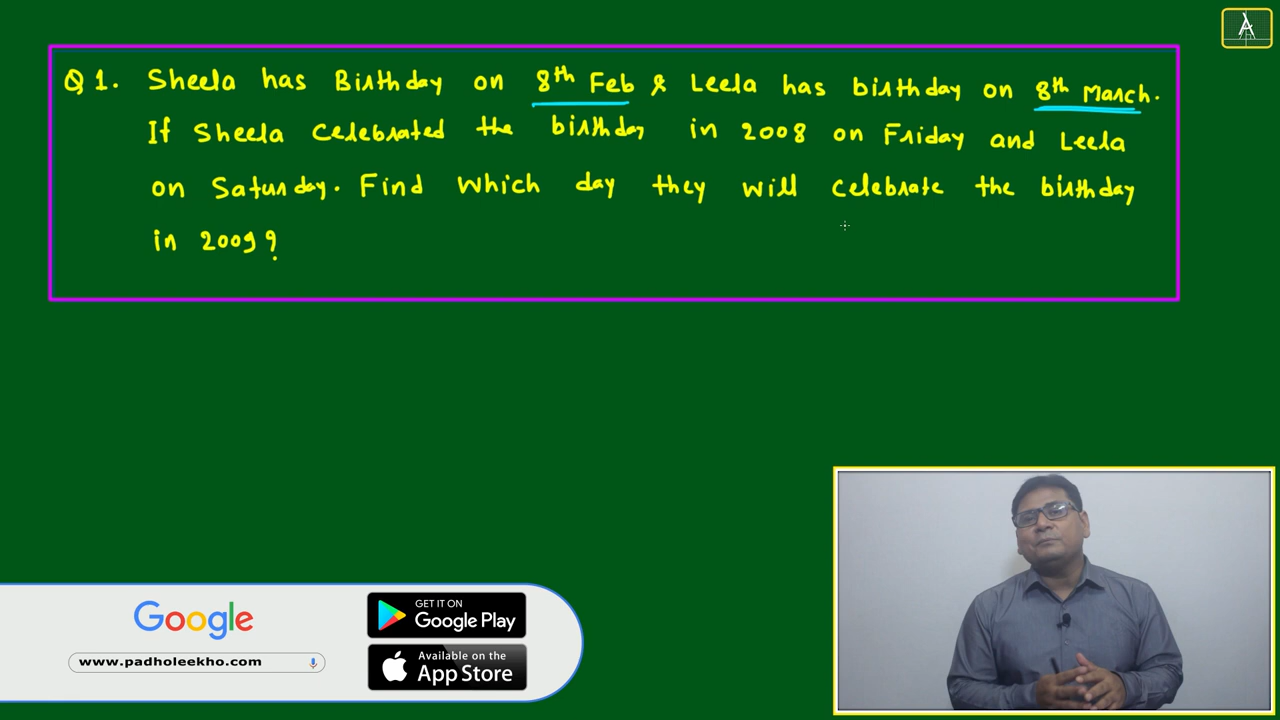 Q 1. Sheela has Birthday on 8th Feb & Leela has birthday on 8th March.
If Sheela Celebrated the birthday in 2008 on Friday and Leela
on Saturday. Find Which day they will celebrate the birthday
in 2009?
Google
www.padholeekho.com
GET IT ON
Google Play
Available on the
App Store